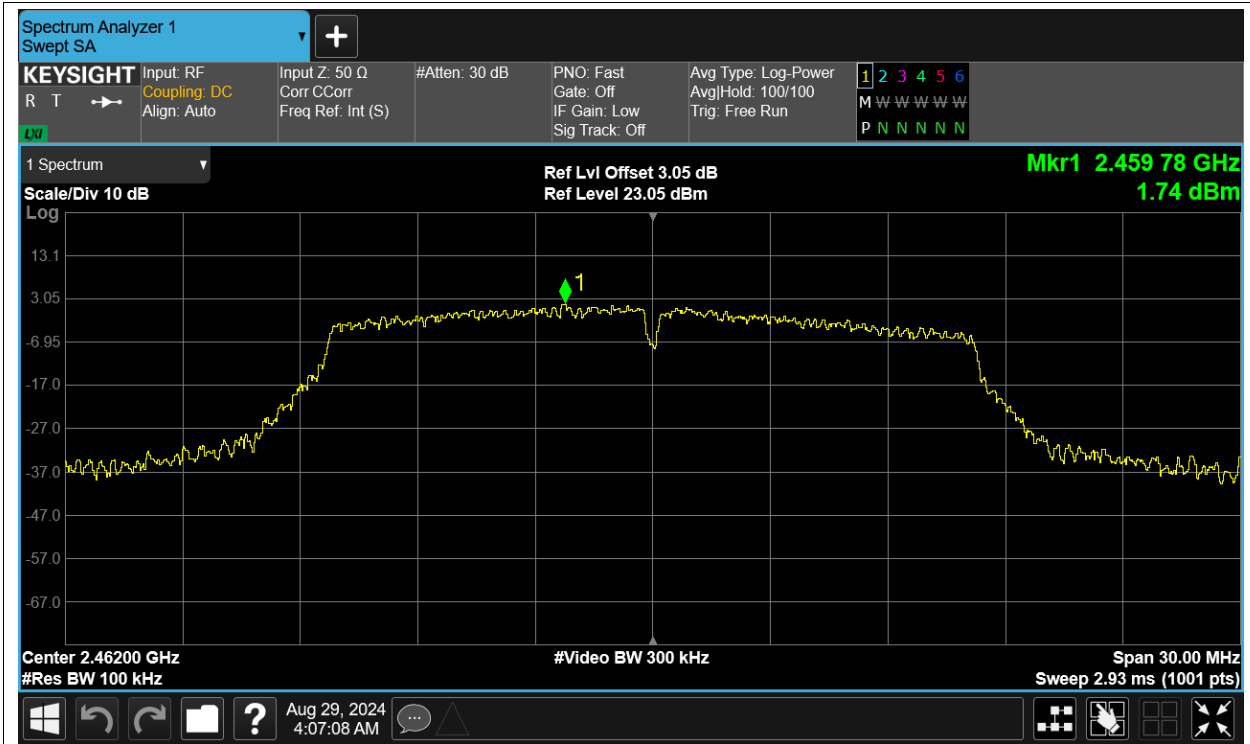 Spectrum Analyzer 1
Swept SA
KEYSIGHT
R T
LXI
Input: RF
Coupling: DC
Align: Auto
Input Z: 50 Ω
Corr CCorr
Freq Ref: Int (S)
#Atten: 30 dB
PNO: Fast
Gate: Off
IF Gain: Low
Sig Track: Off
Avg Type: Log-Power
Avg|Hold: 100/100
Trig: Free Run
1 2 3 4 5 6
M W W W W W
P N N N N N
1 Spectrum
Scale/Div 10 dB
Log
Ref Lvl Offset 3.05 dB
Ref Level 23.05 dBm
Mkr1 2.459 78 GHz
1.74 dBm
13.1
3.05
-6.95
-17.0
-27.0
-37.0
-47.0
-57.0
-67.0
1
Center 2.46200 GHz
#Res BW 100 kHz
#Video BW 300 kHz
Span 30.00 MHz
Sweep 2.93 ms (1001 pts)
?
Aug 29, 2024
4:07:08 AM